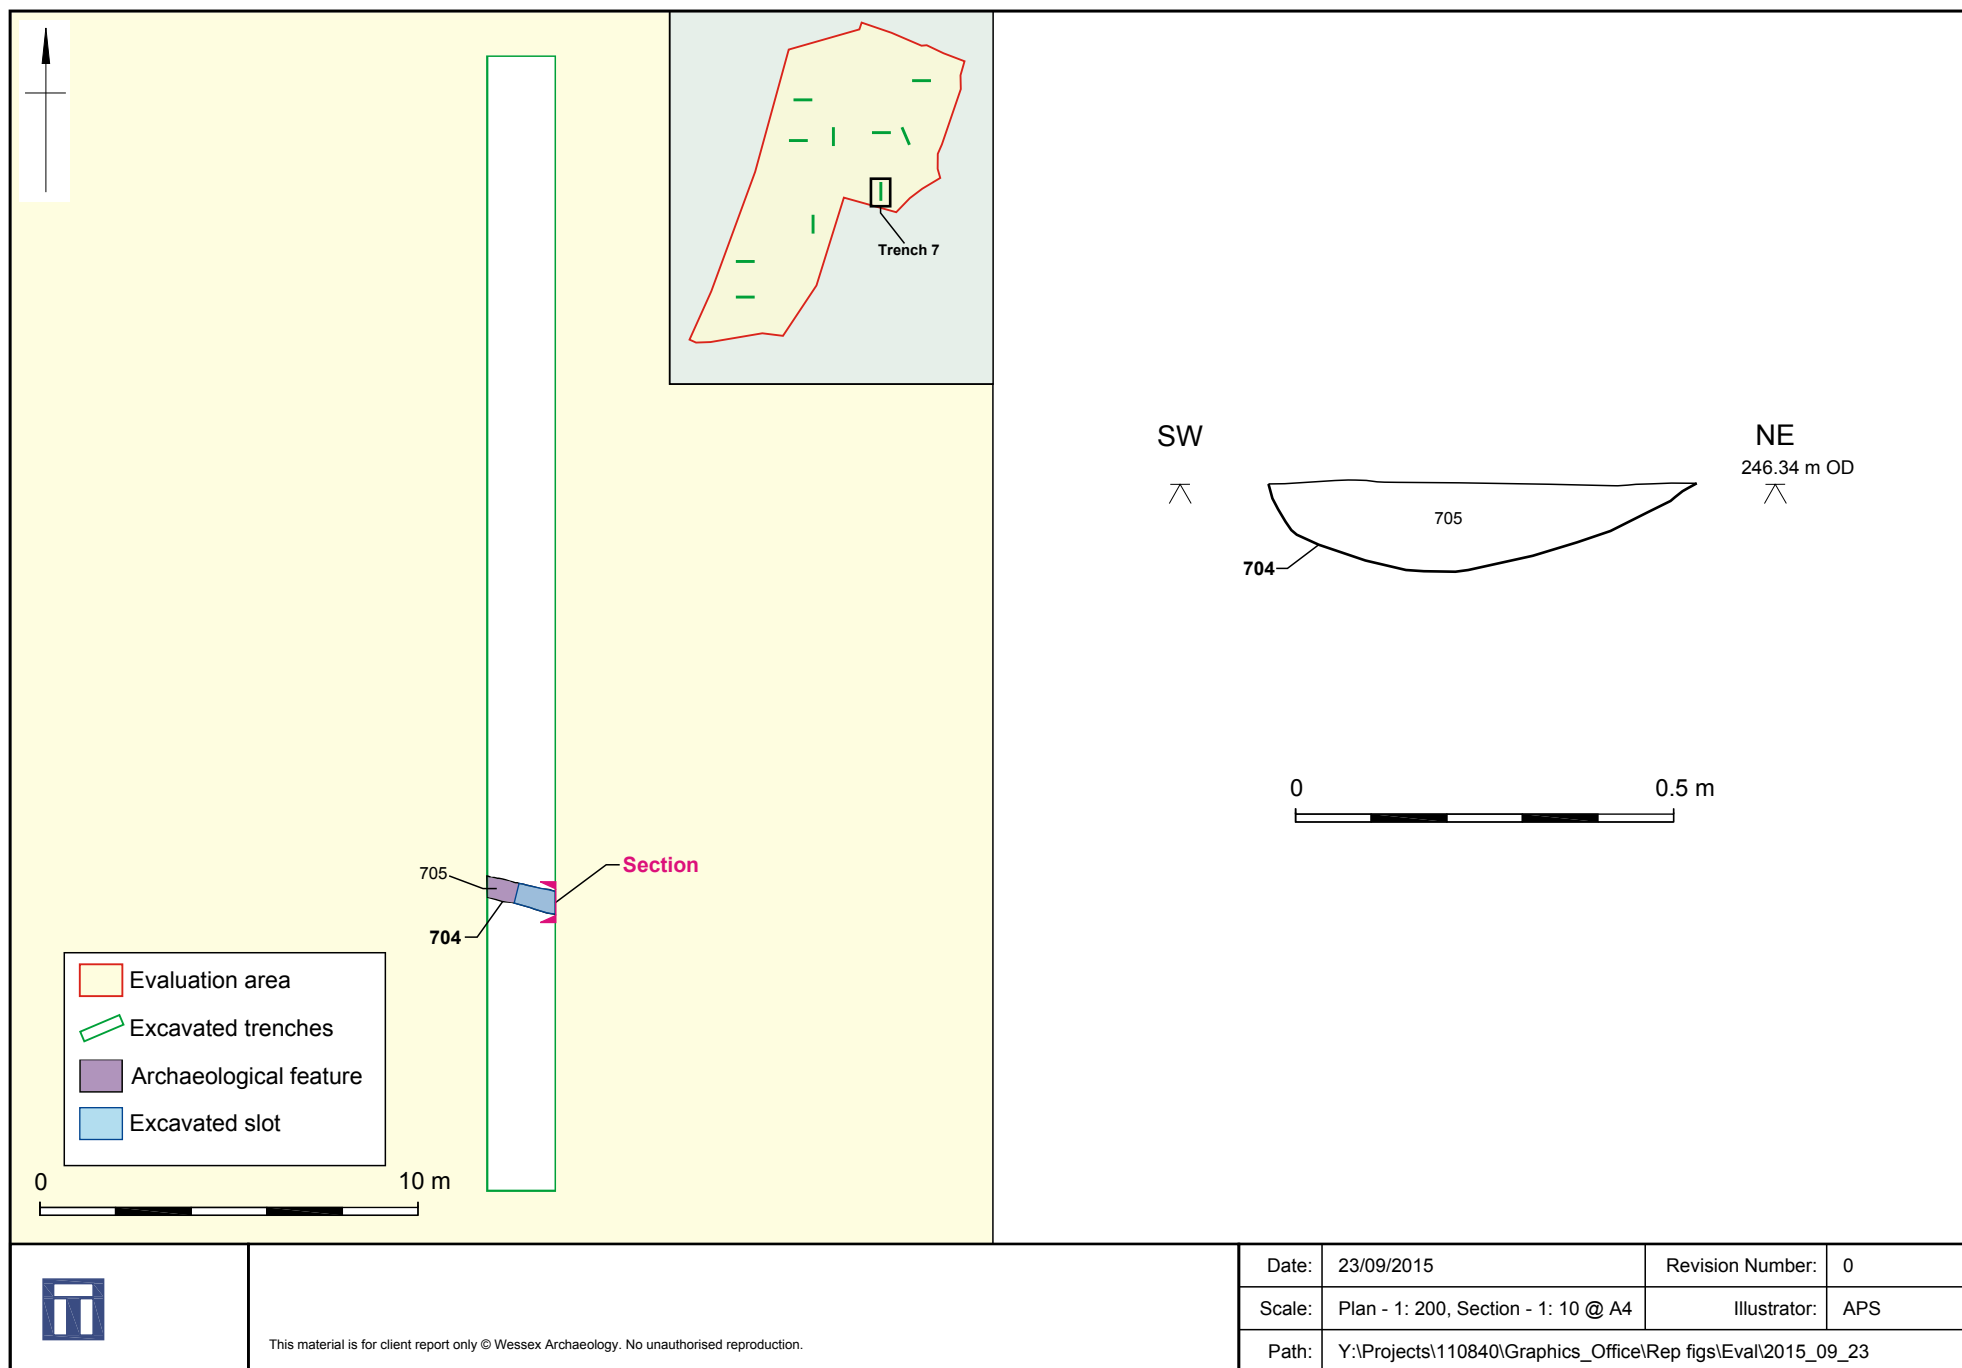 Trench 7
SW
NE
246.34 m OD
705
704
0
0.5 m
705
Section
704
Evaluation area
Excavated trenches
Archaeological feature
Excavated slot
0
10 m
This material is for client report only © Wessex Archaeology. No unauthorised reproduction.
Date: 23/09/2015 Revision Number: 0
Scale: Plan - 1: 200, Section - 1: 10 @ A4 Illustrator: APS
Path: Y:\Projects\110840\Graphics_Office\Rep figs\Eval\2015_09_23